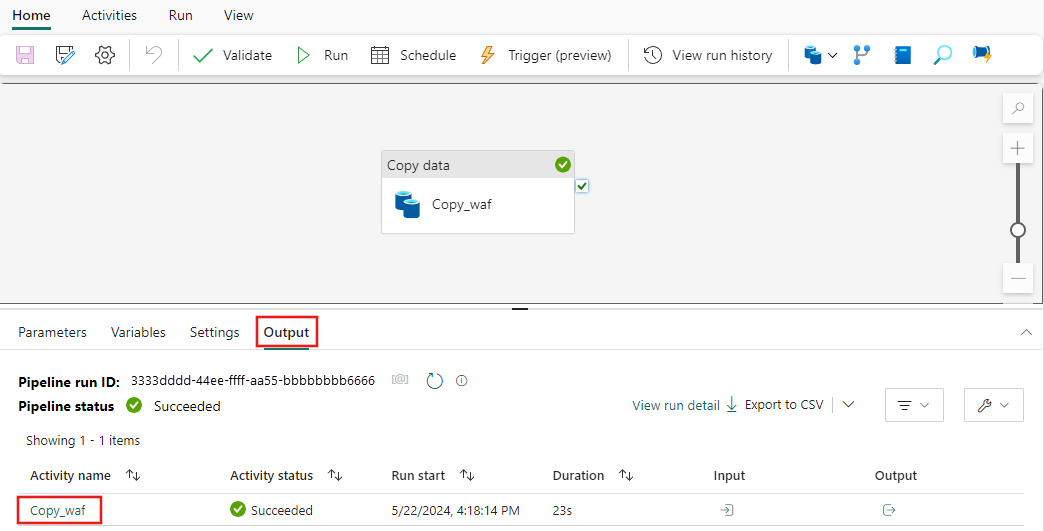 Home Activities Run View
Validate Run Schedule Trigger (preview) View run history
Copy data
Copy_waf
Parameters Variables Settings Output
Pipeline run ID: 3333dddd-44ee-ffff-aa55-bbbbbbbb6666
Pipeline status Succeeded
View run detail Export to CSV
Showing 1 - 1 items
Activity name Activity status Run start Duration Input Output
Copy_waf Succeeded 5/22/2024, 4:18:14 PM 23s